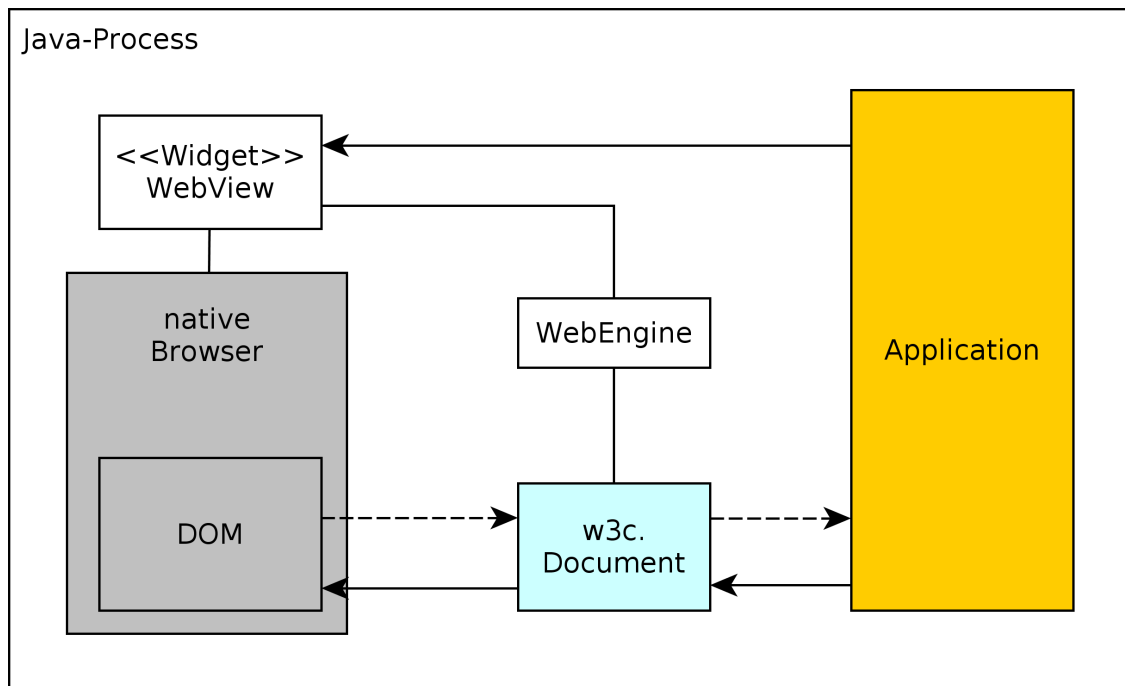 Java-Process
<<Widget>>
WebView
native
Browser
WebEngine
Application
DOM
w3c.
Document